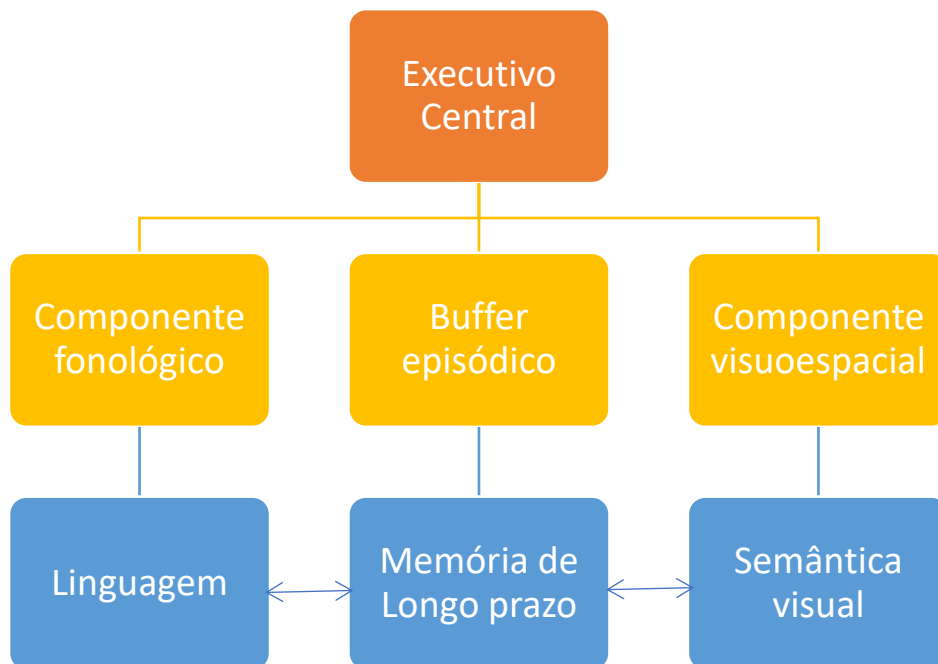 Executivo
Central
Componente
fonológico
Buffer
episódico
Componente
visuoespacial
Linguagem
Memória de
Longo prazo
Semântica
visual